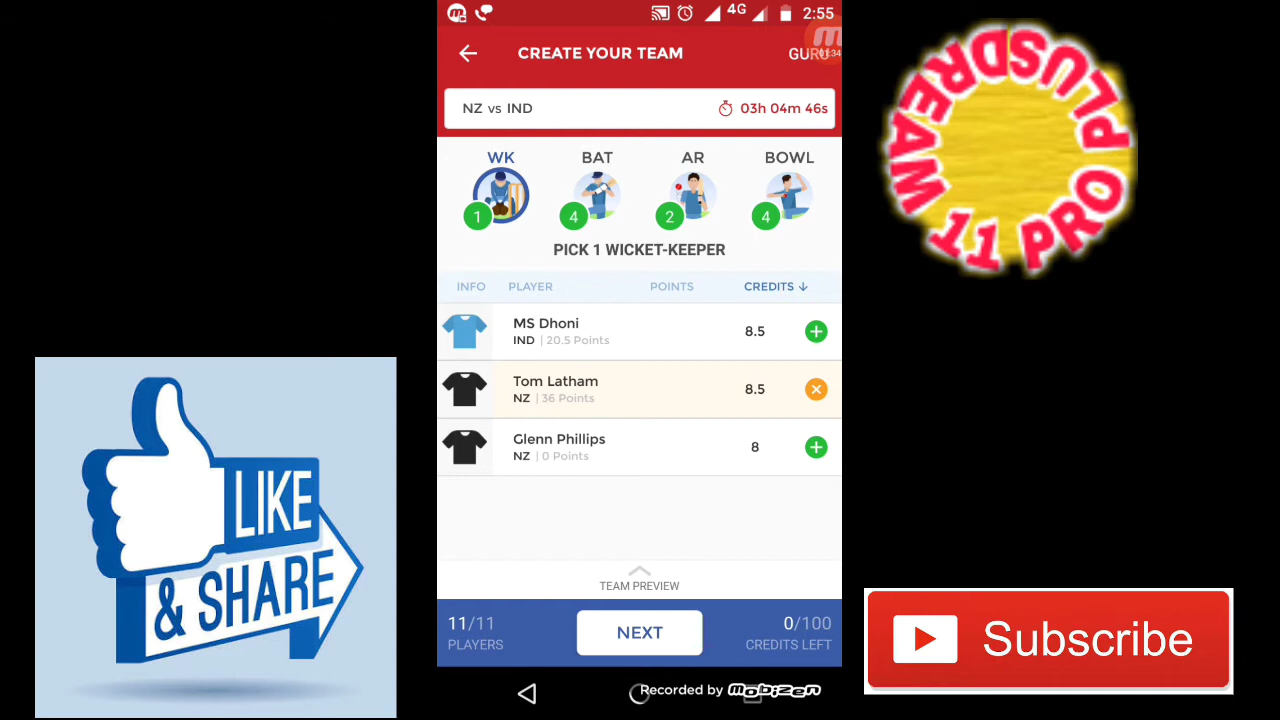 4G 2:55
CREATE YOUR TEAM
01:34
NZ vs IND 03h 04m 46s
WK BAT AR BOWL
1 4 2 4
PICK 1 WICKET-KEEPER
INFO PLAYER POINTS CREDITS ↓
MS Dhoni
IND | 20.5 Points
8.5
Tom Latham
NZ | 36 Points
8.5
Glenn Phillips
NZ | 0 Points
8
TEAM PREVIEW
11/11
PLAYERS
NEXT
0/100
CREDITS LEFT
Recorded by mobizen
DREAM 11 PRO PLUS
LIKE
& SHARE
Subscribe